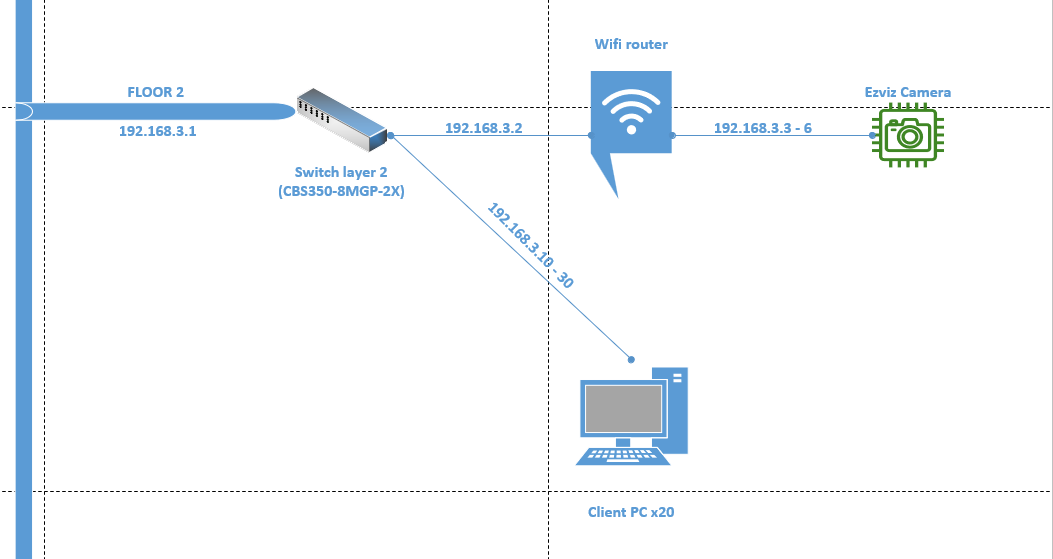 Wifi router
FLOOR 2
Ezviz Camera
192.168.3.1
192.168.3.2
192.168.3.3 - 6
Switch layer 2
(CBS350-8MGP-2X)
192.168.3.10 - 30
Client PC x20